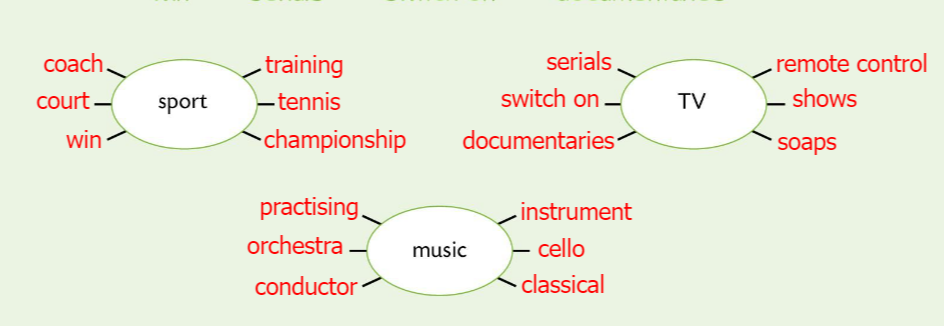 coach
training
court
sport
tennis
win
championship
serials
remote control
switch on
TV
shows
documentaries
soaps
practising
instrument
orchestra
music
cello
conductor
classical